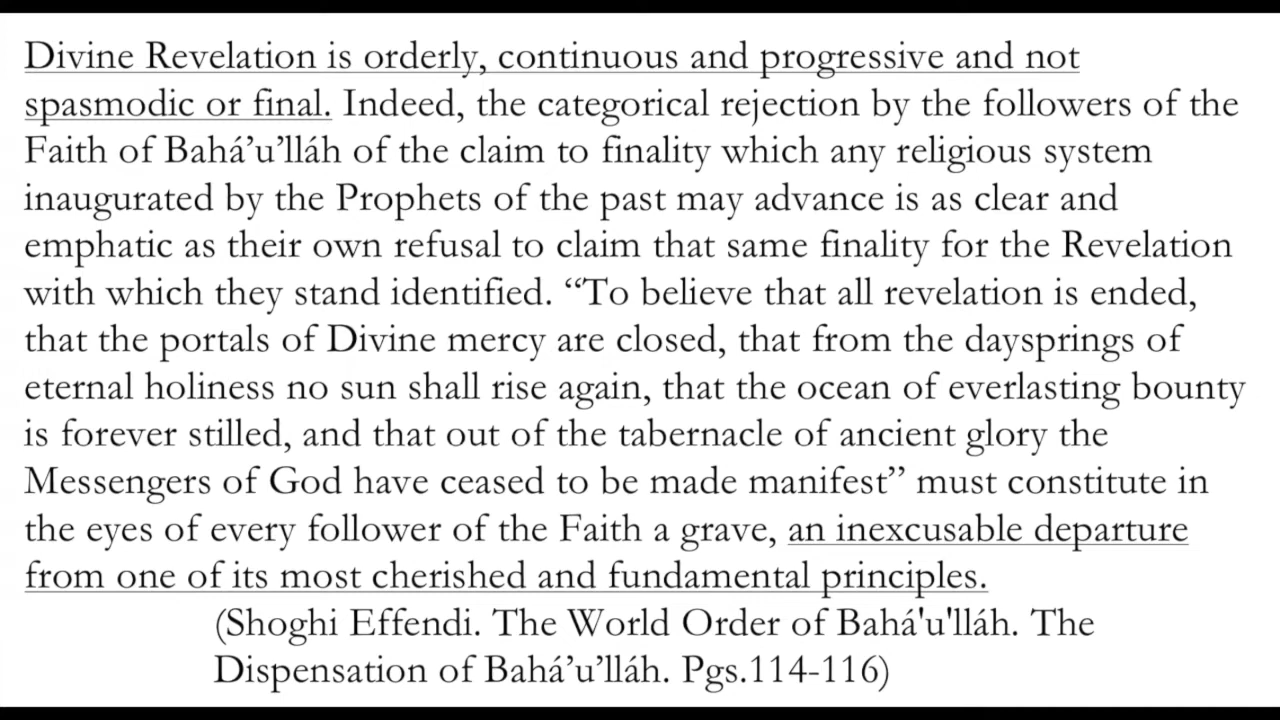 Divine Revelation is orderly, continuous and progressive and not
spasmodic or final. Indeed, the categorical rejection by the followers of the
Faith of Bahá’u’lláh of the claim to finality which any religious system
inaugurated by the Prophets of the past may advance is as clear and
emphatic as their own refusal to claim that same finality for the Revelation
with which they stand identified. “To believe that all revelation is ended,
that the portals of Divine mercy are closed, that from the daysprings of
eternal holiness no sun shall rise again, that the ocean of everlasting bounty
is forever stilled, and that out of the tabernacle of ancient glory the
Messengers of God have ceased to be made manifest” must constitute in
the eyes of every follower of the Faith a grave, an inexcusable departure
from one of its most cherished and fundamental principles.
(Shoghi Effendi. The World Order of Bahá'u'lláh. The
Dispensation of Bahá’u’lláh. Pgs.114-116)